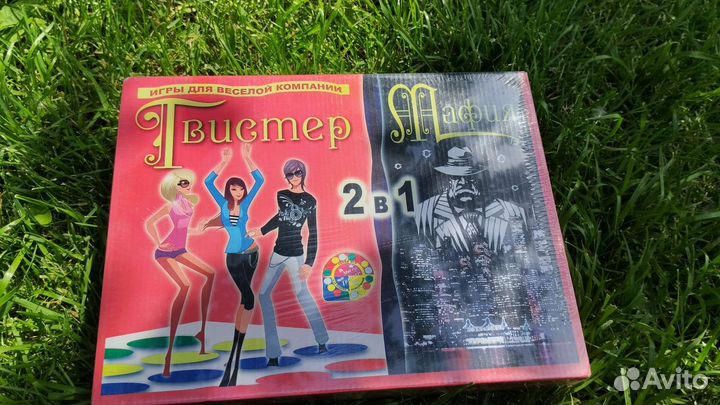 ИГРЫ ДЛЯ ВЕСЕЛОЙ КОМПАНИИ
Твистер
Мафия
2 в 1
Avito